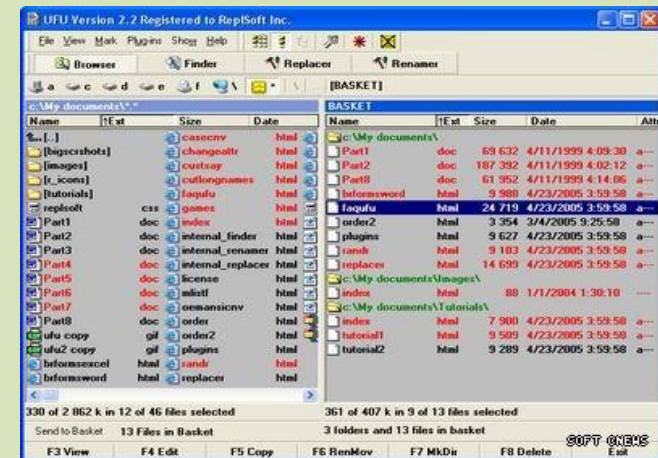 UFU Version 2.2 Registered to ReplSoft Inc.
File View Mark Plug-ins Show Help
Browser Finder Replacer Renamer
a c d e f \ [BASKET]
c:\My documents\*.*
Name ↑Ext Size Date
[..]
[bigscrshots]
[images]
[r_icons]
[tutorials]
replsoft css
Part1 doc
Part2 doc
Part3 doc
Part4 doc
Part5 doc
Part6 doc
Part7 doc
Part8 doc
ufu copy gif
ufu2 copy gif
brformsexcel html
brformsword html
casecnv html
changeattr html
custsay html
cutlongnames html
faqufu html
games html
index html
internal_finder html
internal_renamer html
internal_replacer html
license html
mlistf html
oemansicnv html
order html
order2 html
plugins html
randr html
replacer html
330 of 2 862 k in 12 of 46 files selected
Send to Basket 13 Files in Basket
BASKET
Name ↑Ext Size Date Attr
c:\My documents\
Part1 doc 69 632 4/11/1999 4:09:30 a---
Part2 doc 187 392 4/11/1999 4:02:12 a---
Part8 doc 61 952 4/11/1999 4:14:06 a---
brformsword html 9 988 4/23/2005 3:59:58 a---
faqufu html 24 719 4/23/2005 3:59:58 a---
order2 html 3 354 3/4/2005 9:25:58 a---
plugins html 9 627 4/23/2005 3:59:58 a---
randr html 9 103 4/23/2005 3:59:58 a---
replacer html 14 699 4/23/2005 3:59:58 a---
c:\My documents\Images\
index html 88 1/1/2004 1:30:10 ----
c:\My documents\Tutorials\
index html 7 900 4/23/2005 3:59:58 a---
tutorial1 html 9 509 4/23/2005 3:59:58 a---
tutorial2 html 9 289 4/23/2005 3:59:58 a---
361 of 407 k in 9 of 13 files selected
3 folders and 13 files in basket
SOFT CNEWS
F3 View F4 Edit F5 Copy F6 RenMov F7 MkDir F8 Delete Exit